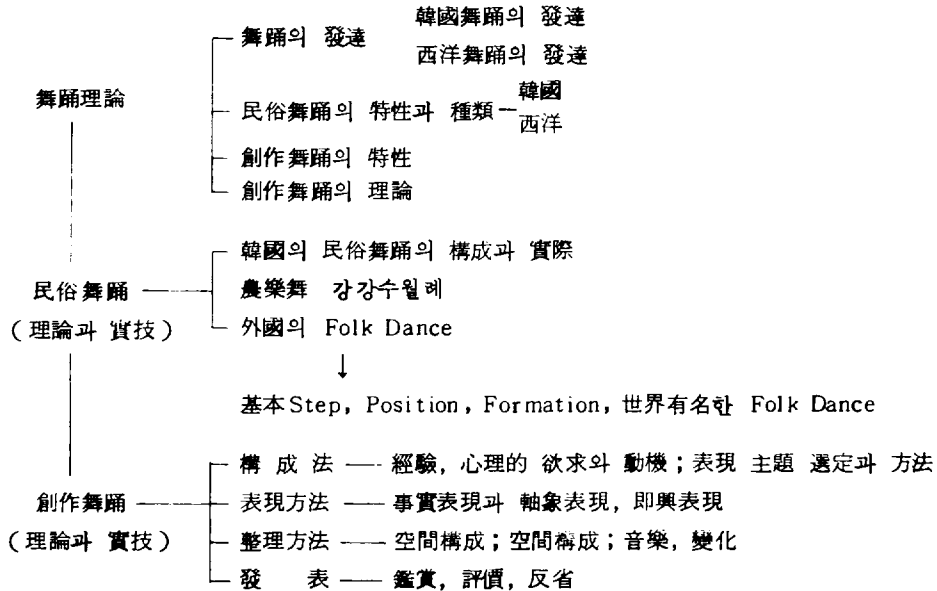 韓國舞踊의 發達
舞踊의 發達
西洋舞踊의 發達
舞踊理論
民俗舞踊의 特性과 種類
韓國
西洋
創作舞踊의 特性
創作舞踊의 理論
韓國의 民俗舞踊의 構成과 實際
民俗舞踊
農樂舞 강강수월례
(理論과 實技)
外國의 Folk Dance
↓
基本 Step, Position, Formation, 世界有名한 Folk Dance
構成法 經驗, 心理的 欲求와 動機; 表現 主題 選定과 方法
創作舞踊
表現方法 事實表現과 軸象表現, 即興表現
(理論과 實技)
整理方法 空間構成; 空間構成; 音樂, 變化
發 表 鑑賞, 評價, 反省